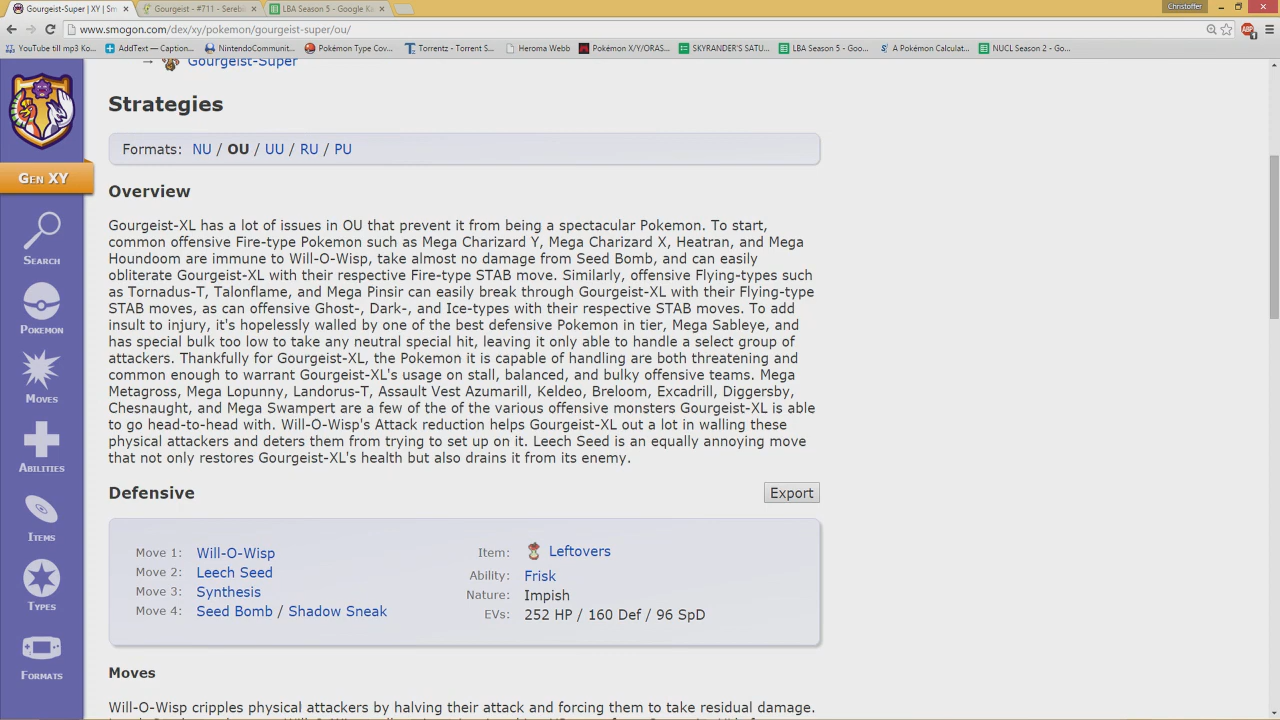 Gourgeist-Super | XY | Sm
Gourgeist - #711 - Serebi
LBA Season 5 - Google Ka
Christoffer
www.smogon.com/dex/xy/pokemon/gourgeist-super/ou/
YouTube till mp3 Ko...
AddText — Caption...
NintendoCommunit...
Pokémon Type Cov...
Torrentz - Torrent S...
Heroma Webb
Pokémon X/Y/ORAS...
SKYRANDER'S SATU...
LBA Season 5 - Goo...
A Pokémon Calculat...
NUCL Season 2 - Go...
→ Gourgeist-Super
Strategies
Formats: NU / OU / UU / RU / PU
Gen XY
Search
Pokemon
Moves
Abilities
Items
Types
Formats
Overview
Gourgeist-XL has a lot of issues in OU that prevent it from being a spectacular Pokemon. To start,
common offensive Fire-type Pokemon such as Mega Charizard Y, Mega Charizard X, Heatran, and Mega
Houndoom are immune to Will-O-Wisp, take almost no damage from Seed Bomb, and can easily
obliterate Gourgeist-XL with their respective Fire-type STAB move. Similarly, offensive Flying-types such
as Tornadus-T, Talonflame, and Mega Pinsir can easily break through Gourgeist-XL with their Flying-type
STAB moves, as can offensive Ghost-, Dark-, and Ice-types with their respective STAB moves. To add
insult to injury, it's hopelessly walled by one of the best defensive Pokemon in tier, Mega Sableye, and
has special bulk too low to take any neutral special hit, leaving it only able to handle a select group of
attackers. Thankfully for Gourgeist-XL, the Pokemon it is capable of handling are both threatening and
common enough to warrant Gourgeist-XL's usage on stall, balanced, and bulky offensive teams. Mega
Metagross, Mega Lopunny, Landorus-T, Assault Vest Azumarill, Keldeo, Breloom, Excadrill, Diggersby,
Chesnaught, and Mega Swampert are a few of the of the various offensive monsters Gourgeist-XL is able
to go head-to-head with. Will-O-Wisp's Attack reduction helps Gourgeist-XL out a lot in walling these
physical attackers and deters them from trying to set up on it. Leech Seed is an equally annoying move
that not only restores Gourgeist-XL's health but also drains it from its enemy.
Defensive
Export
Move 1: Will-O-Wisp
Move 2: Leech Seed
Move 3: Synthesis
Move 4: Seed Bomb / Shadow Sneak
Item: Leftovers
Ability: Frisk
Nature: Impish
EVs: 252 HP / 160 Def / 96 SpD
Moves
Will-O-Wisp cripples physical attackers by halving their attack and forcing them to take residual damage.